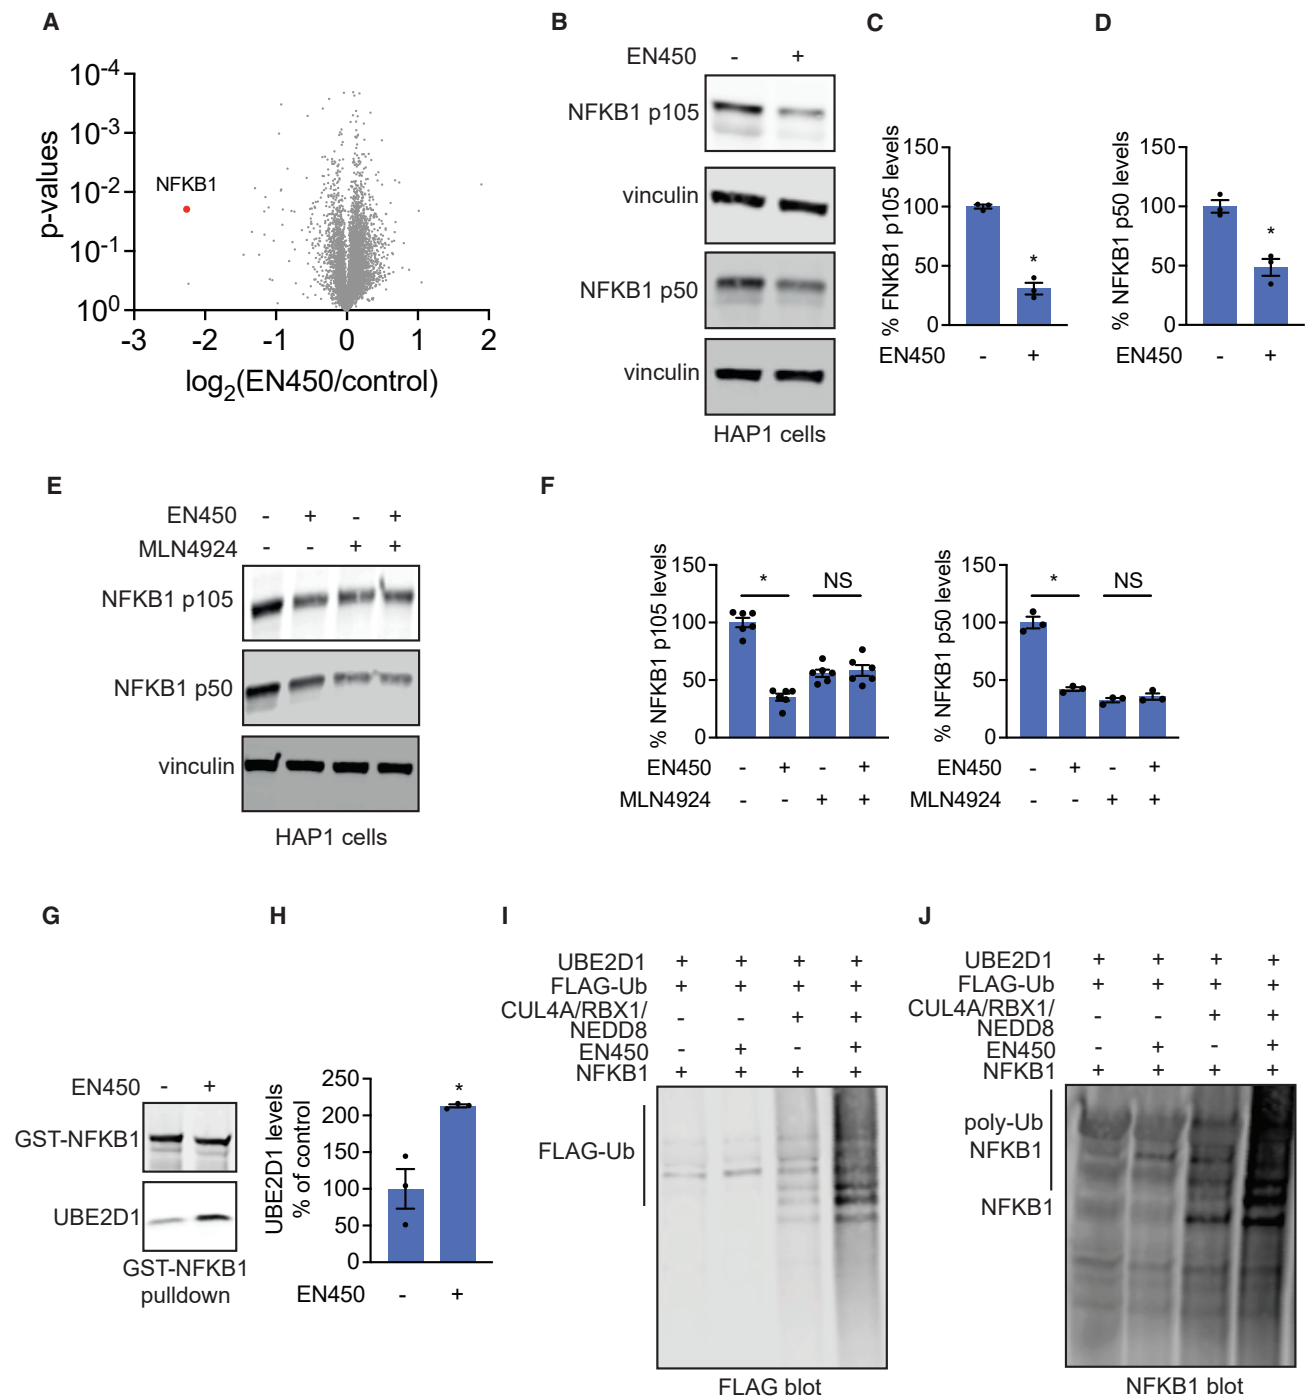 A
10-4
10-3
10-2
10-1
100
p-values
NFKB1
-3 -2 -1 0 1 2
log2(EN450/control)
B
EN450 - +
NFKB1 p105
vinculin
NFKB1 p50
vinculin
HAP1 cells
C
% FNKB1 p105 levels
150
100
50
0
*
EN450 - +
D
% NFKB1 p50 levels
150
100
50
0
*
EN450 - +
E
EN450 - + - +
MLN4924 - - + +
NFKB1 p105
NFKB1 p50
vinculin
HAP1 cells
F
% NFKB1 p105 levels
150
100
50
0
* NS
EN450 - + - +
MLN4924 - - + +
% NFKB1 p50 levels
150
100
50
0
* NS
EN450 - + - +
MLN4924 - - + +
G
EN450 - +
GST-NFKB1
UBE2D1
GST-NFKB1
pulldown
H
UBE2D1 levels
% of control
250
200
150
100
50
0
*
EN450 - +
I
UBE2D1 + + + +
FLAG-Ub + + + +
CUL4A/RBX1/
NEDD8 - - + +
EN450 - + - +
NFKB1 + + + +
FLAG-Ub
FLAG blot
J
UBE2D1 + + + +
FLAG-Ub + + + +
CUL4A/RBX1/
NEDD8 - - + +
EN450 - + - +
NFKB1 + + + +
poly-Ub
NFKB1
NFKB1
NFKB1 blot